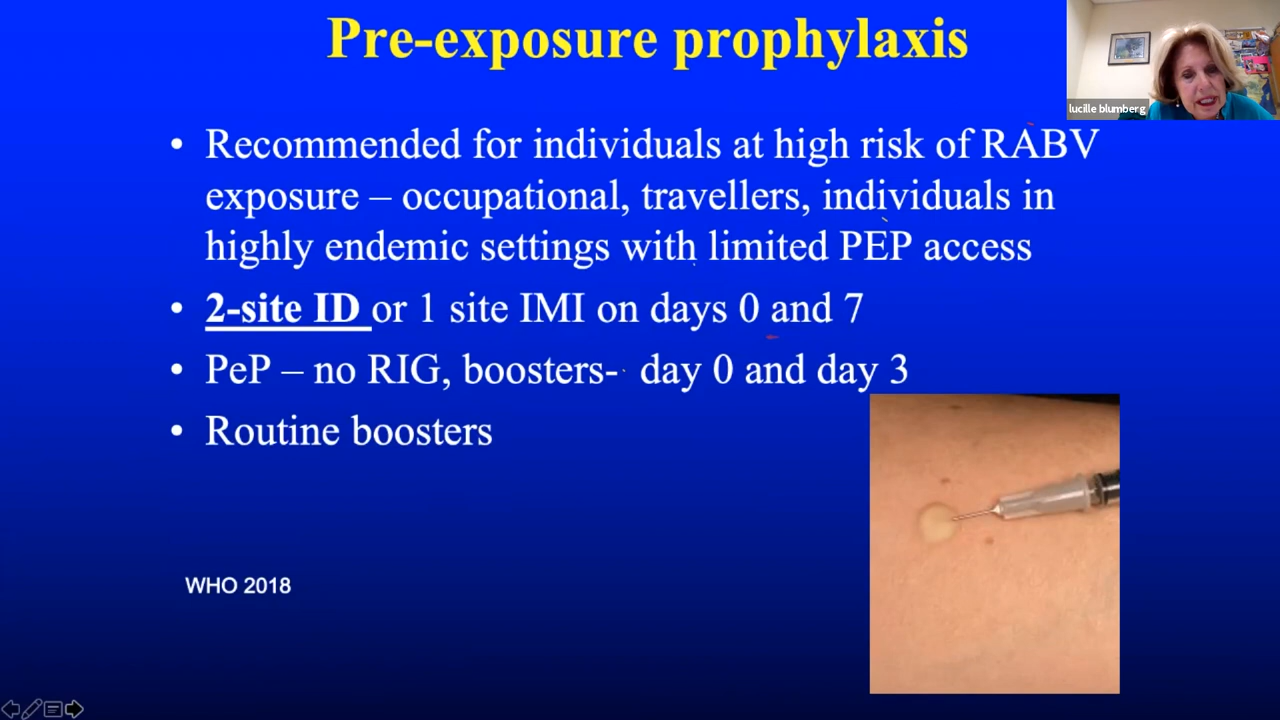 Pre-exposure prophylaxis
lucille blumberg
• Recommended for individuals at high risk of RABV
exposure – occupational, travellers, individuals in
highly endemic settings with limited PEP access
• 2-site ID or 1 site IMI on days 0 and 7
• PeP – no RIG, boosters- day 0 and day 3
• Routine boosters
WHO 2018